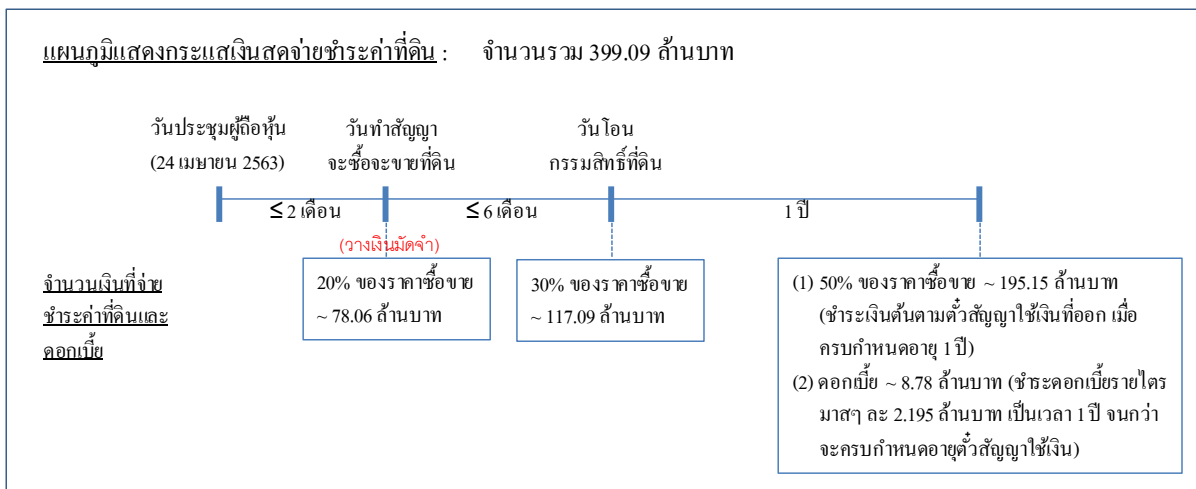 แผนภูมิแสดงกระแสเงินสดจ่ายชำระค่าที่ดิน : จำนวนรวม 399.09 ล้านบาท
วันประชุมผู้ถือหุ้น
(24 เมษายน 2563)
วันทำสัญญา
จะซื้อจะขายที่ดิน
วันโอน
กรรมสิทธิ์ที่ดิน
≤ 2 เดือน
≤ 6 เดือน
1 ปี
(วางเงินมัดจำ)
จำนวนเงินที่จ่าย
ชำระค่าที่ดินและ
ดอกเบี้ย
20% ของราคาซื้อขาย
~ 78.06 ล้านบาท
30% ของราคาซื้อขาย
~ 117.09 ล้านบาท
(1) 50% ของราคาซื้อขาย ~ 195.15 ล้านบาท
(ชำระเงินต้นตามตั๋วสัญญาใช้เงินที่ออก เมื่อ
ครบกำหนดอายุ 1 ปี)
(2) ดอกเบี้ย ~ 8.78 ล้านบาท (ชำระดอกเบี้ยรายไตร
มาสๆ ละ 2.195 ล้านบาท เป็นเวลา 1 ปี จนกว่า
จะครบกำหนดอายุตั๋วสัญญาใช้เงิน)